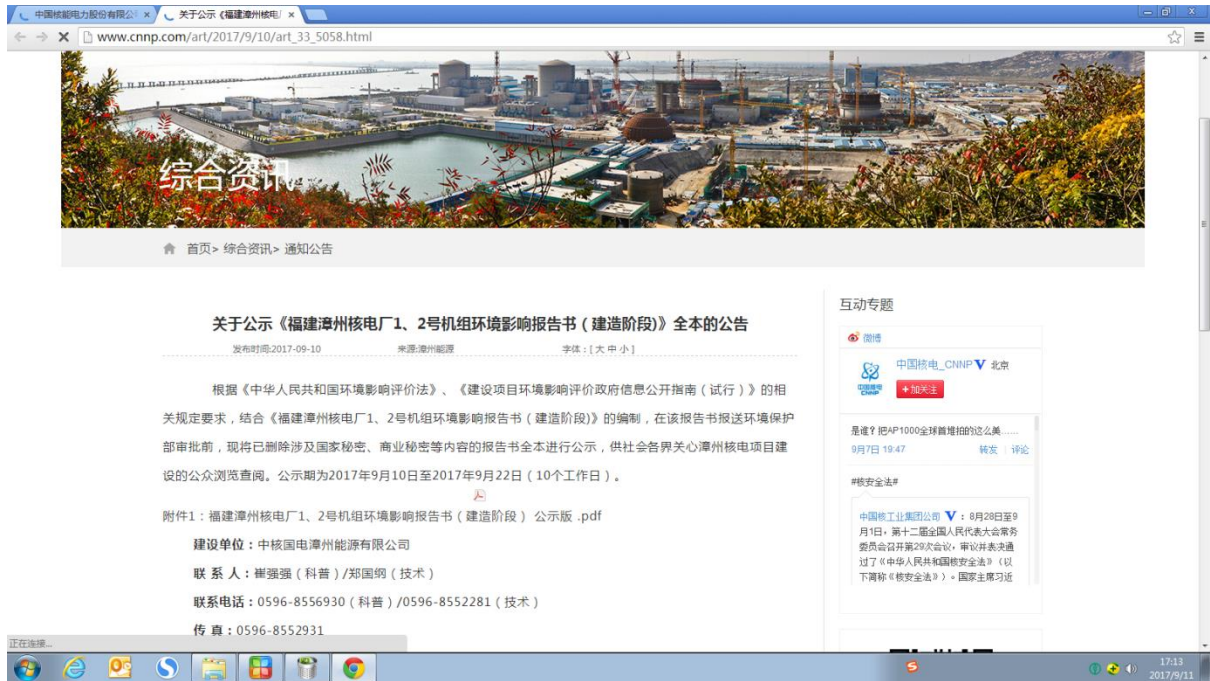 中国核能电力股份有限公
关于公示《福建漳州核电
www.cnnp.com/art/2017/9/10/art_33_5058.html
综合资讯
首页> 综合资讯> 通知公告
关于公示《福建漳州核电厂1、2号机组环境影响报告书（建造阶段)》全本的公告
发布时间:2017-09-10 来源:漳州能源 字体：[ 大 中 小 ]
根据《中华人民共和国环境影响评价法》、《建设项目环境影响评价政府信息公开指南（试行）》的相
关规定要求，结合《福建漳州核电厂1、2号机组环境影响报告书（建造阶段)》的编制，在该报告书报送环境保护
部审批前，现将已删除涉及国家秘密、商业秘密等内容的报告书全本进行公示，供社会各界关心漳州核电项目建
设的公众浏览查阅。公示期为2017年9月10日至2017年9月22日（10个工作日）。
附件1：福建漳州核电厂1、2号机组环境影响报告书（建造阶段 ） 公示版 .pdf
建设单位：中核国电漳州能源有限公司
联 系 人：崔强强（科普）/郑国纲（技术）
联系电话：0596-8556930（科普）/0596-8552281（技术）
传 真：0596-8552931
互动专题
微博
中国核电_CNNP V 北京
中国核电
CNNP
+加关注
是谁？把AP1000全球首堆拍的这么美……
9月7日 19:47 转发 | 评论
#核安全法#
中国核工业集团公司 V ：8月28日至9
月1日，第十二届全国人民代表大会常务
委员会召开第29次会议，审议并表决通
过了《中华人民共和国核安全法》（以
下简称《核安全法》）。国家主席习近
正在连接...
17:13
2017/9/11